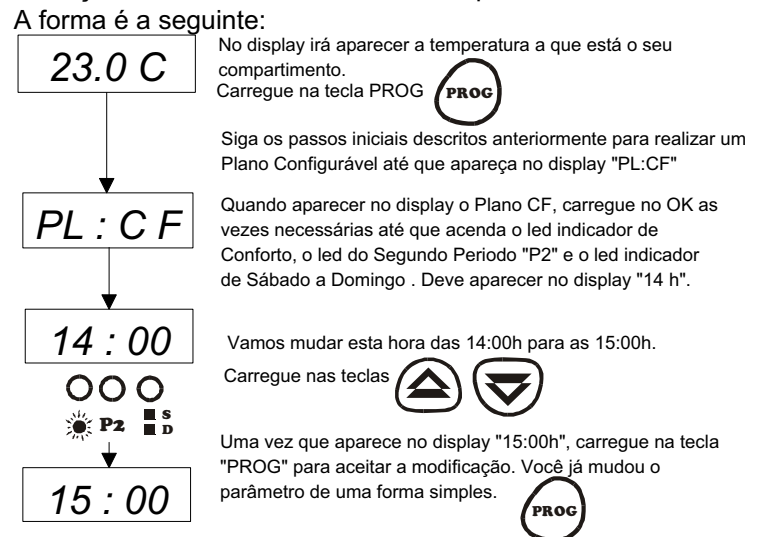 A forma é a seguinte:
23.0 C
No display irá aparecer a temperatura a que está o seu
compartimento.
Carregue na tecla PROG PROG
Siga os passos iniciais descritos anteriormente para realizar um
Plano Configurável até que apareça no display "PL:CF"
PL : C F
Quando aparecer no display o Plano CF, carregue no OK as
vezes necessárias até que acenda o led indicador de
Conforto, o led do Segundo Periodo "P2" e o led indicador
de Sábado a Domingo . Deve aparecer no display "14 h".
14 : 00
Vamos mudar esta hora das 14:00h para as 15:00h.
Carregue nas teclas
P2 S
D
Uma vez que aparece no display "15:00h", carregue na tecla
"PROG" para aceitar a modificação. Você já mudou o
parâmetro de uma forma simples.
PROG
15 : 00